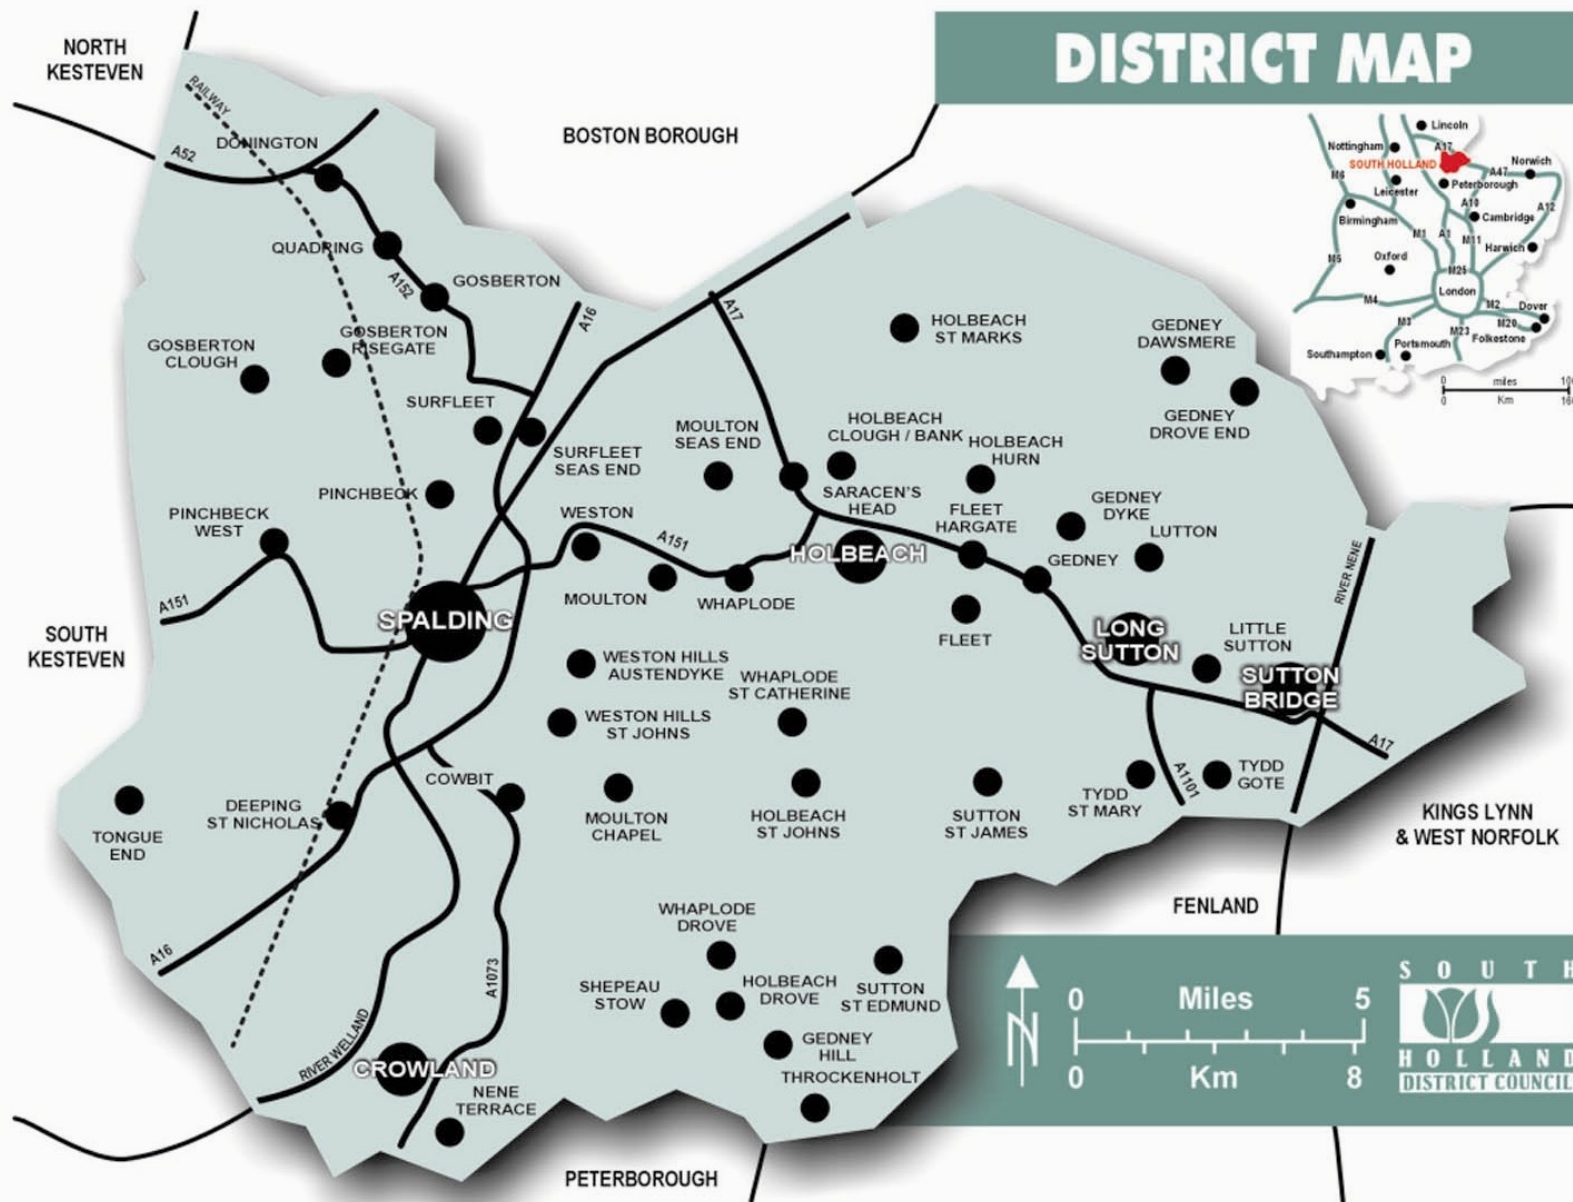 DISTRICT MAP
NORTH
KESTEVEN
BOSTON BOROUGH
RAILWAY
A52
DONINGTON
QUADRING
A152
GOSBERTON
A16
A17
GOSBERTON
CLOUGH
GOSBERTON
RISEGATE
HOLBEACH
ST MARKS
GEDNEY
DAWSMERE
GEDNEY
DROVE END
SURFLEET
SURFLEET
SEAS END
MOULTON
SEAS END
HOLBEACH
CLOUGH / BANK
HOLBEACH
HURN
SARACEN'S
HEAD
PINCHBECK
PINCHBECK
WEST
WESTON
A151
FLEET
HARGATE
GEDNEY
DYKE
LUTTON
HOLBEACH
GEDNEY
RIVER NENE
A151
SPALDING
MOULTON
WHAPLODE
FLEET
LONG
SUTTON
LITTLE
SUTTON
SUTTON
BRIDGE
SOUTH
KESTEVEN
WESTON HILLS
AUSTENDYKE
WHAPLODE
ST CATHERINE
WESTON HILLS
ST JOHNS
A17
COWBIT
TONGUE
END
DEEPING
ST NICHOLAS
MOULTON
CHAPEL
HOLBEACH
ST JOHNS
SUTTON
ST JAMES
TYDD
ST MARY
A1101
TYDD
GOTE
KINGS LYNN
& WEST NORFOLK
FENLAND
A16
A1073
WHAPLODE
DROVE
SHEPEAU
STOW
HOLBEACH
DROVE
SUTTON
ST EDMUND
GEDNEY
HILL
THROCKENHOLT
RIVER WELLAND
CROWLAND
NENE
TERRACE
PETERBOROUGH
Lincoln
Nottingham
A17
SOUTH HOLLAND
Norwich
A47
M6
Leicester
Peterborough
A10
A12
Birmingham
Cambridge
M1
A1
M11
Harwich
Oxford
M5
M25
London
M4
M2
Dover
M3
M23
M20
Folkestone
Portsmouth
Southampton
0 miles
0 Km
N
0 Miles 5
0 Km 8
SOUTH
HOLLAND
DISTRICT COUNCIL